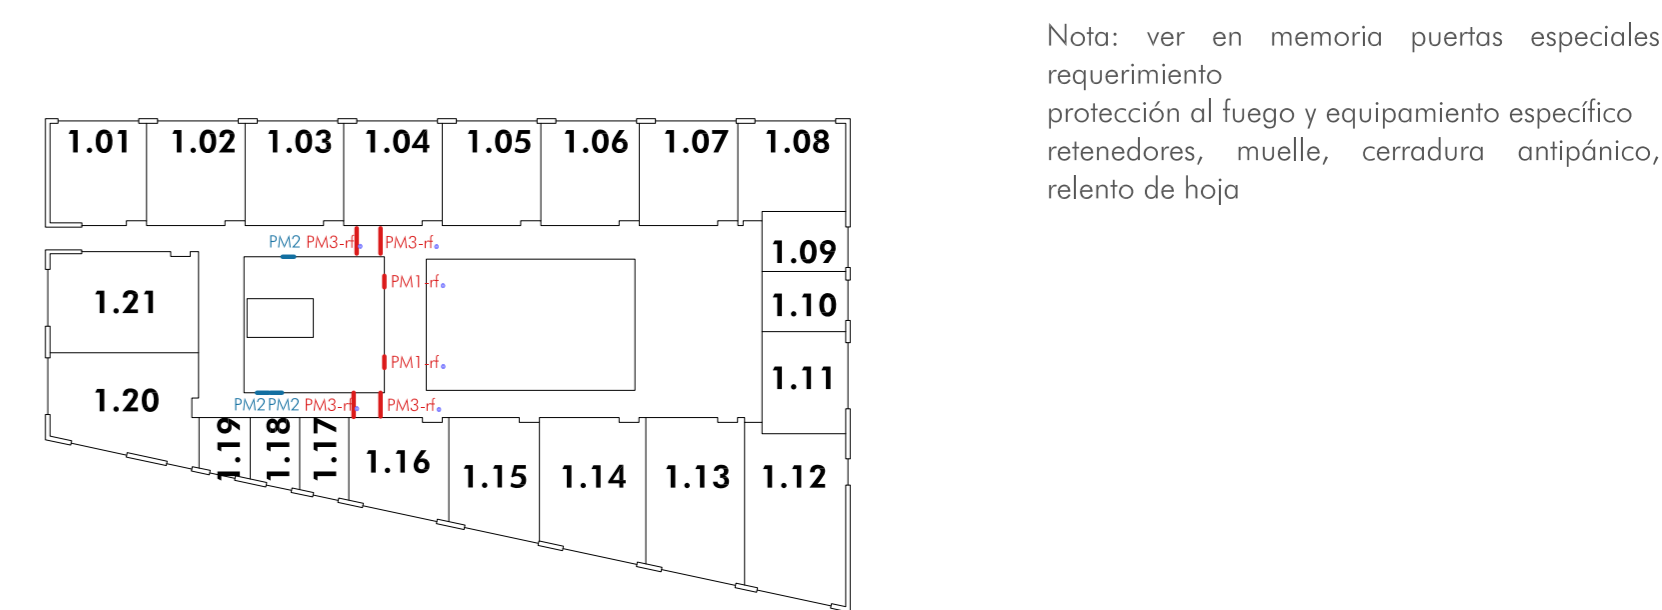 Nota: ver en memoria puertas especiales
requerimiento
protección al fuego y equipamiento específico
retenedores, muelle, cerradura antipánico,
relento de hoja
1.01 1.02 1.03 1.04 1.05 1.06 1.07 1.08
PM2 PM3-rf PM3-rf
1.09
PM1-rf
1.21
1.10
PM1-rf
1.11
1.20
PM2 PM2 PM3-rf PM3-rf
1.19 1.18 1.17
1.16 1.15 1.14 1.13 1.12